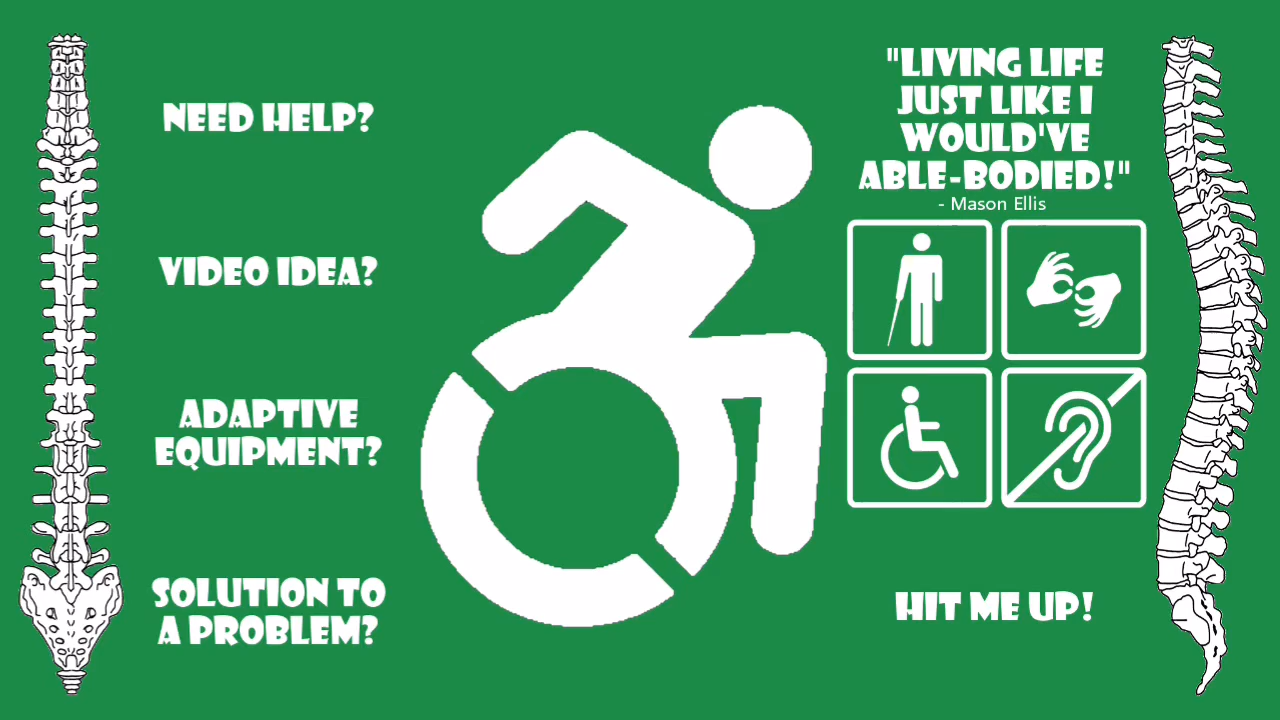 NEED HELP?
VIDEO IDEA?
ADAPTIVE
EQUIPMENT?
SOLUTION TO
A PROBLEM?
"LIVING LIFE
JUST LIKE I
WOULD'VE
ABLE-BODIED!"
- Mason Ellis
HIT ME UP!